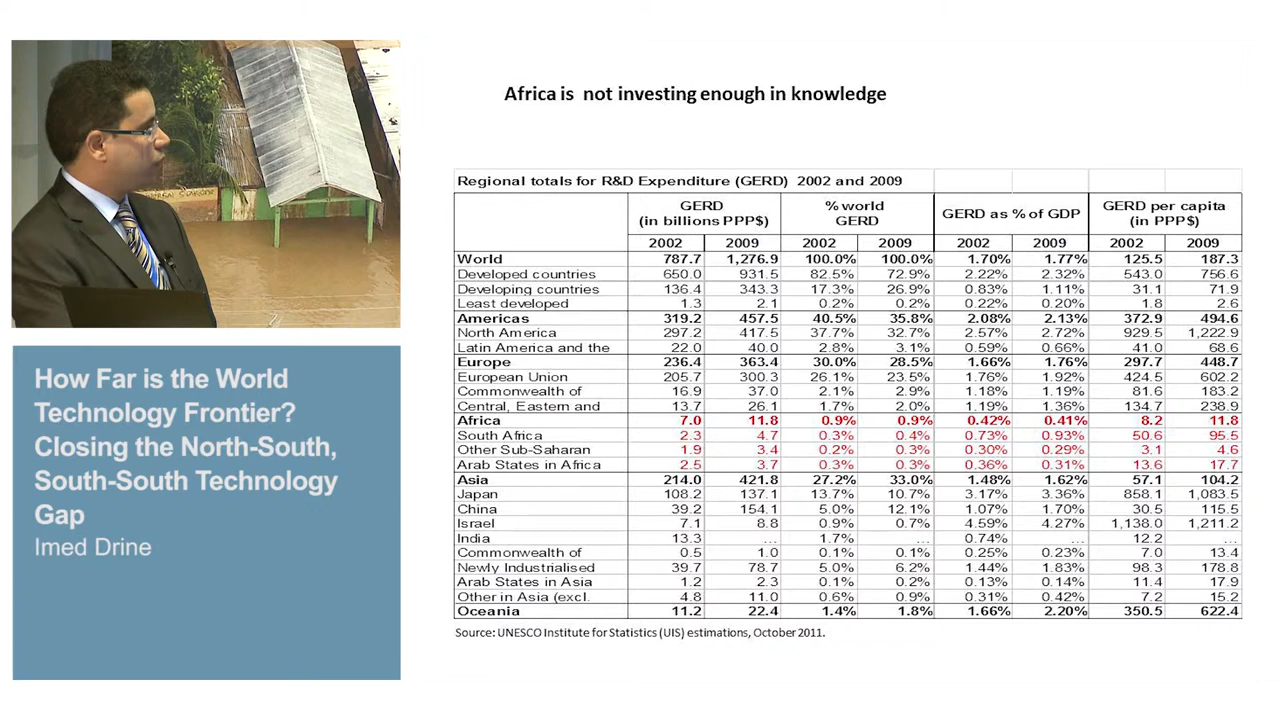 Africa is not investing enough in knowledge
Regional totals for R&D Expenditure (GERD) 2002 and 2009
GERD (in billions PPP$) % world GERD GERD as % of GDP GERD per capita (in PPP$)
2002 2009 2002 2009 2002 2009 2002 2009
World 787.7 1,276.9 100.0% 100.0% 1.70% 1.77% 125.5 187.3
Developed countries 650.0 931.5 82.5% 72.9% 2.22% 2.32% 543.0 756.6
Developing countries 136.4 343.3 17.3% 26.9% 0.83% 1.11% 31.1 71.9
Least developed 1.3 2.1 0.2% 0.2% 0.22% 0.20% 1.8 2.6
Americas 319.2 457.5 40.5% 35.8% 2.08% 2.13% 372.9 494.6
North America 297.2 417.5 37.7% 32.7% 2.57% 2.72% 929.5 1,222.9
Latin America and the 22.0 40.0 2.8% 3.1% 0.59% 0.66% 41.0 68.6
Europe 236.4 363.4 30.0% 28.5% 1.66% 1.76% 297.7 448.7
European Union 205.7 300.3 26.1% 23.5% 1.76% 1.92% 424.5 602.2
Commonwealth of 16.9 37.0 2.1% 2.9% 1.18% 1.19% 81.6 183.2
Central, Eastern and 13.7 26.1 1.7% 2.0% 1.19% 1.36% 134.7 238.9
Africa 7.0 11.8 0.9% 0.9% 0.42% 0.41% 8.2 11.8
South Africa 2.3 4.7 0.3% 0.4% 0.73% 0.93% 50.6 95.5
Other Sub-Saharan 1.9 3.4 0.2% 0.3% 0.30% 0.29% 3.1 4.6
Arab States in Africa 2.5 3.7 0.3% 0.3% 0.36% 0.31% 13.6 17.7
Asia 214.0 421.8 27.2% 33.0% 1.48% 1.62% 57.1 104.2
Japan 108.2 137.1 13.7% 10.7% 3.17% 3.36% 858.1 1,083.5
China 39.2 154.1 5.0% 12.1% 1.07% 1.70% 30.5 115.5
Israel 7.1 8.8 0.9% 0.7% 4.59% 4.27% 1,138.0 1,211.2
India 13.3 ... 1.7% ... 0.74% ... 12.2 ...
Commonwealth of 0.5 1.0 0.1% 0.1% 0.25% 0.23% 7.0 13.4
Newly Industrialised 39.7 78.7 5.0% 6.2% 1.44% 1.83% 98.3 178.8
Arab States in Asia 1.2 2.3 0.1% 0.2% 0.13% 0.14% 11.4 17.9
Other in Asia (excl. 4.8 11.0 0.6% 0.9% 0.31% 0.42% 7.2 15.2
Oceania 11.2 22.4 1.4% 1.8% 1.66% 2.20% 350.5 622.4
Source: UNESCO Institute for Statistics (UIS) estimations, October 2011.
How Far is the World
Technology Frontier?
Closing the North-South,
South-South Technology
Gap
Imed Drine